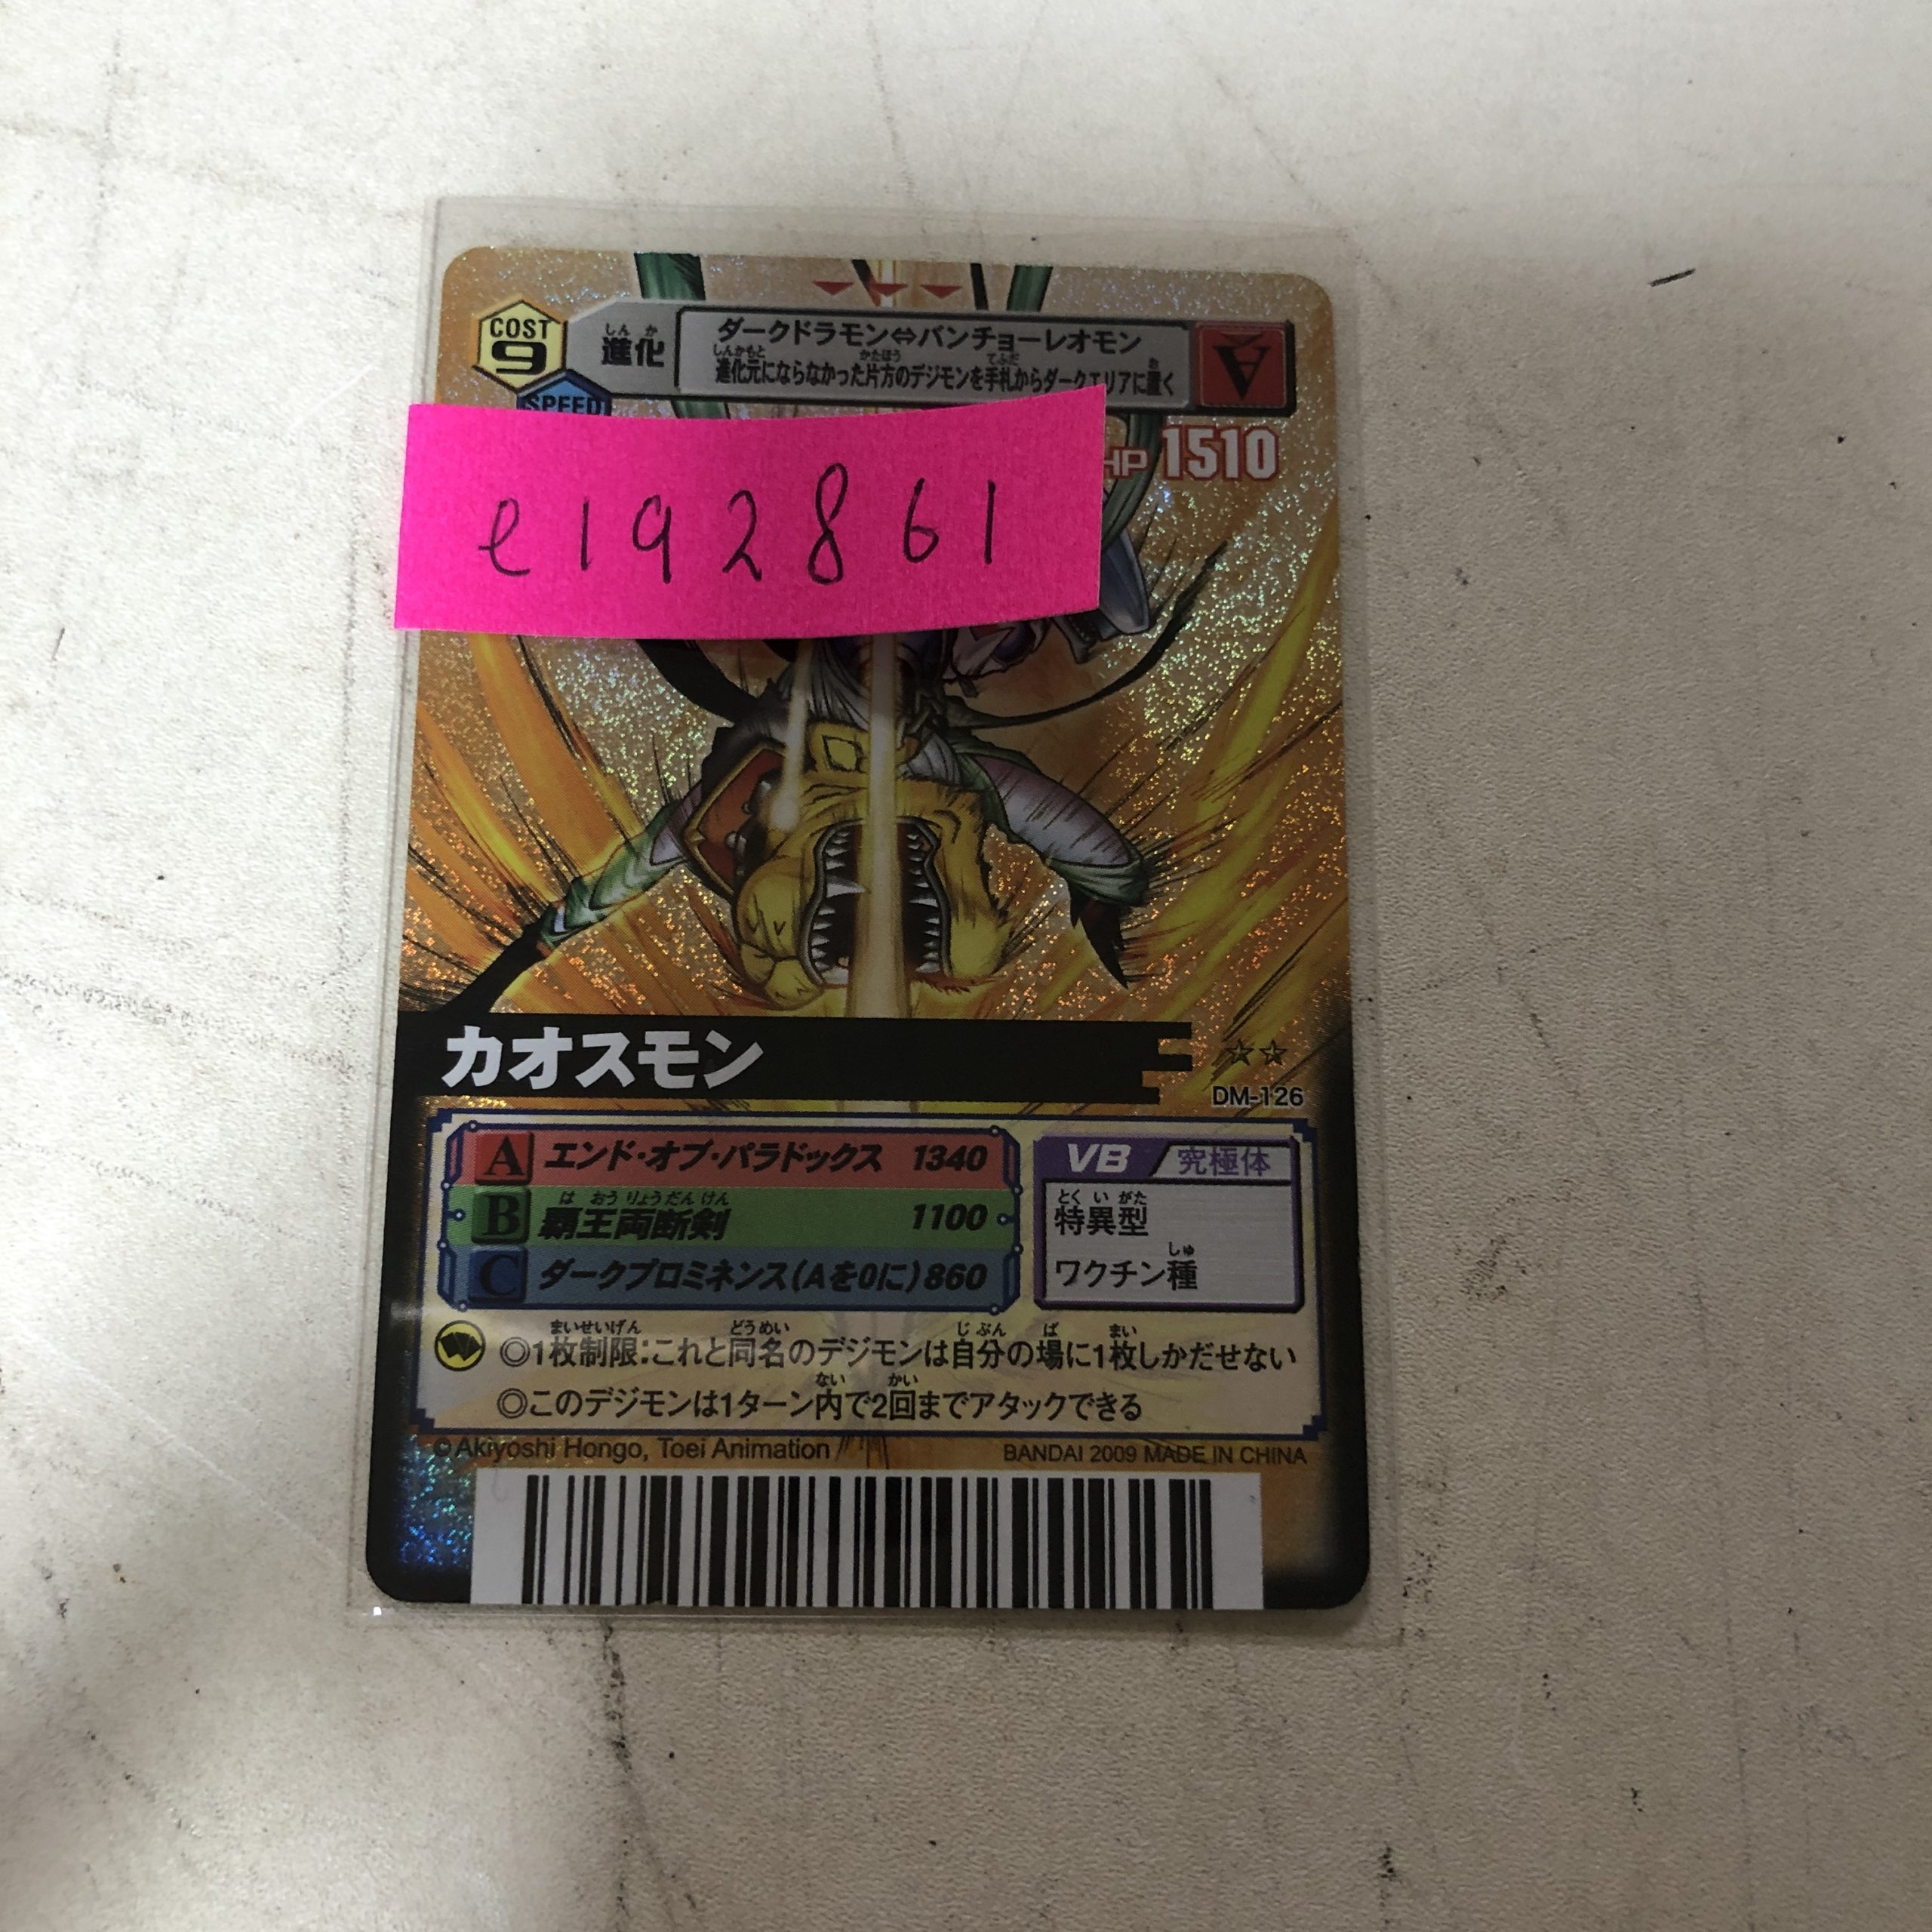 COST
9
しんか
進化
ダークドラモン⇔バンチョーレオモン
しんかもと かたほう てふだ お
進化元にならなかった片方のデジモンを手札からダークエリアに置く
A
SPEED
HP 1510
e192861
カオスモン
☆☆
DM-126
A エンド・オブ・パラドックス 1340
はおうりょうだんけん
B 覇王両断剣 1100
C ダークプロミネンス(Aを0に) 860
VB 究極体
とくいがた
特異型
しゅ
ワクチン種
まいせいげん どうめい じぶん ば まい
◎1枚制限:これと同名のデジモンは自分の場に1枚しかだせない
ない かい
◎このデジモンは1ターン内で2回までアタックできる
©Akiyoshi Hongo, Toei Animation
BANDAI 2009 MADE IN CHINA